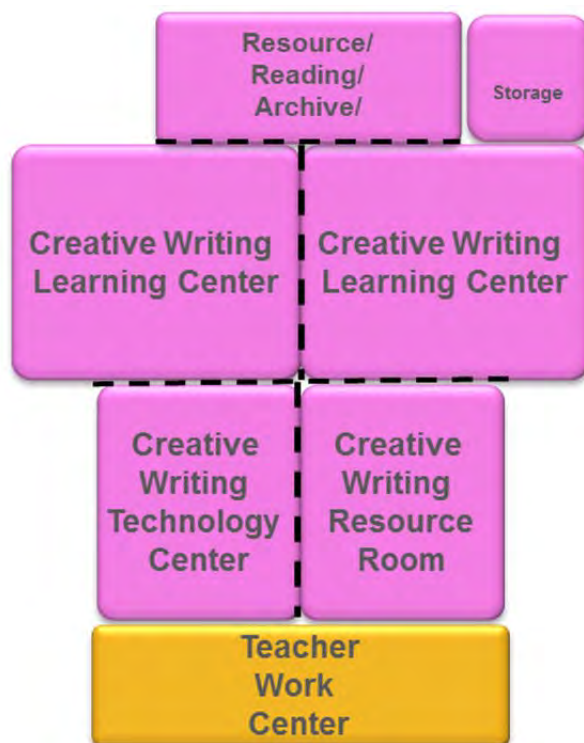 Resource/
Reading/
Archive/
Storage
Creative Writing
Learning Center
Creative Writing
Learning Center
Creative
Writing
Technology
Center
Creative
Writing
Resource
Room
Teacher
Work
Center